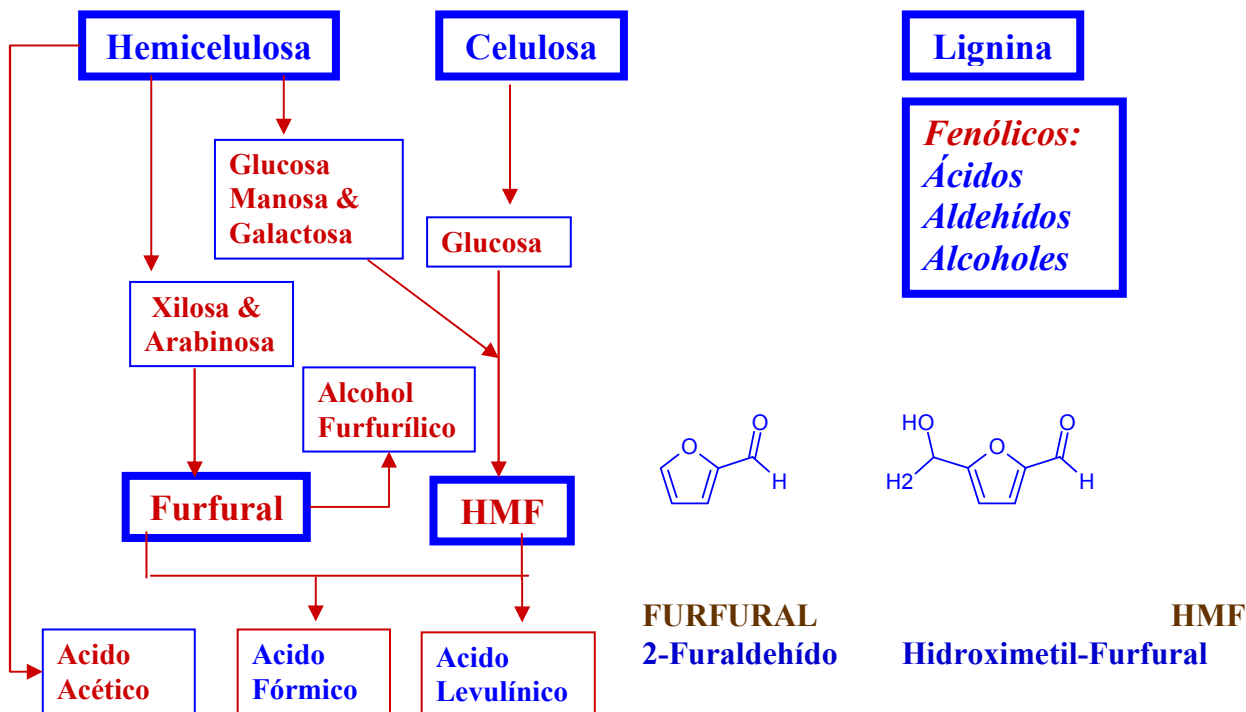 Hemicelulosa
Celulosa
Lignina
Fenólicos:
Ácidos
Aldehídos
Alcoholes
Glucosa
Manosa &
Galactosa
Glucosa
Xilosa &
Arabinosa
Alcohol
Furfurílico
Furfural
HMF
O
O
H
HO
H2
O
O
H
FURFURAL
HMF
2-Furaldehído
Hidroximetil-Furfural
Acido
Acético
Acido
Fórmico
Acido
Levulínico